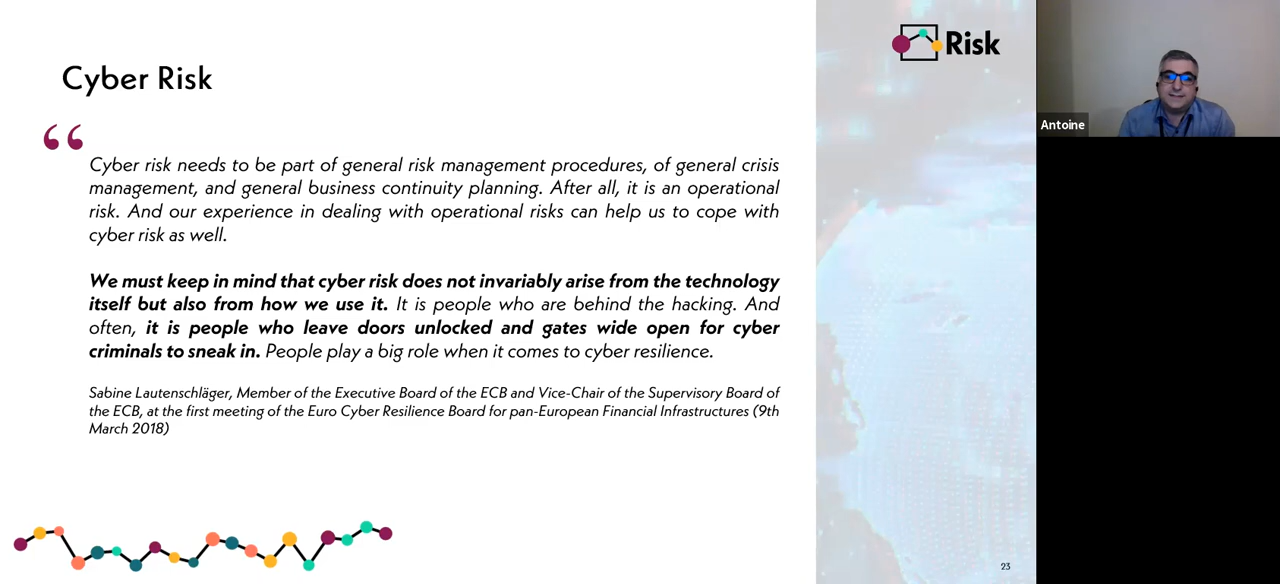 Cyber Risk
“
Cyber risk needs to be part of general risk management procedures, of general crisis
management, and general business continuity planning. After all, it is an operational
risk. And our experience in dealing with operational risks can help us to cope with
cyber risk as well.
We must keep in mind that cyber risk does not invariably arise from the technology
itself but also from how we use it. It is people who are behind the hacking. And
often, it is people who leave doors unlocked and gates wide open for cyber
criminals to sneak in. People play a big role when it comes to cyber resilience.
Sabine Lautenschläger, Member of the Executive Board of the ECB and Vice-Chair of the Supervisory Board of
the ECB, at the first meeting of the Euro Cyber Resilience Board for pan-European Financial Infrastructures (9th
March 2018)
Risk
23
Antoine